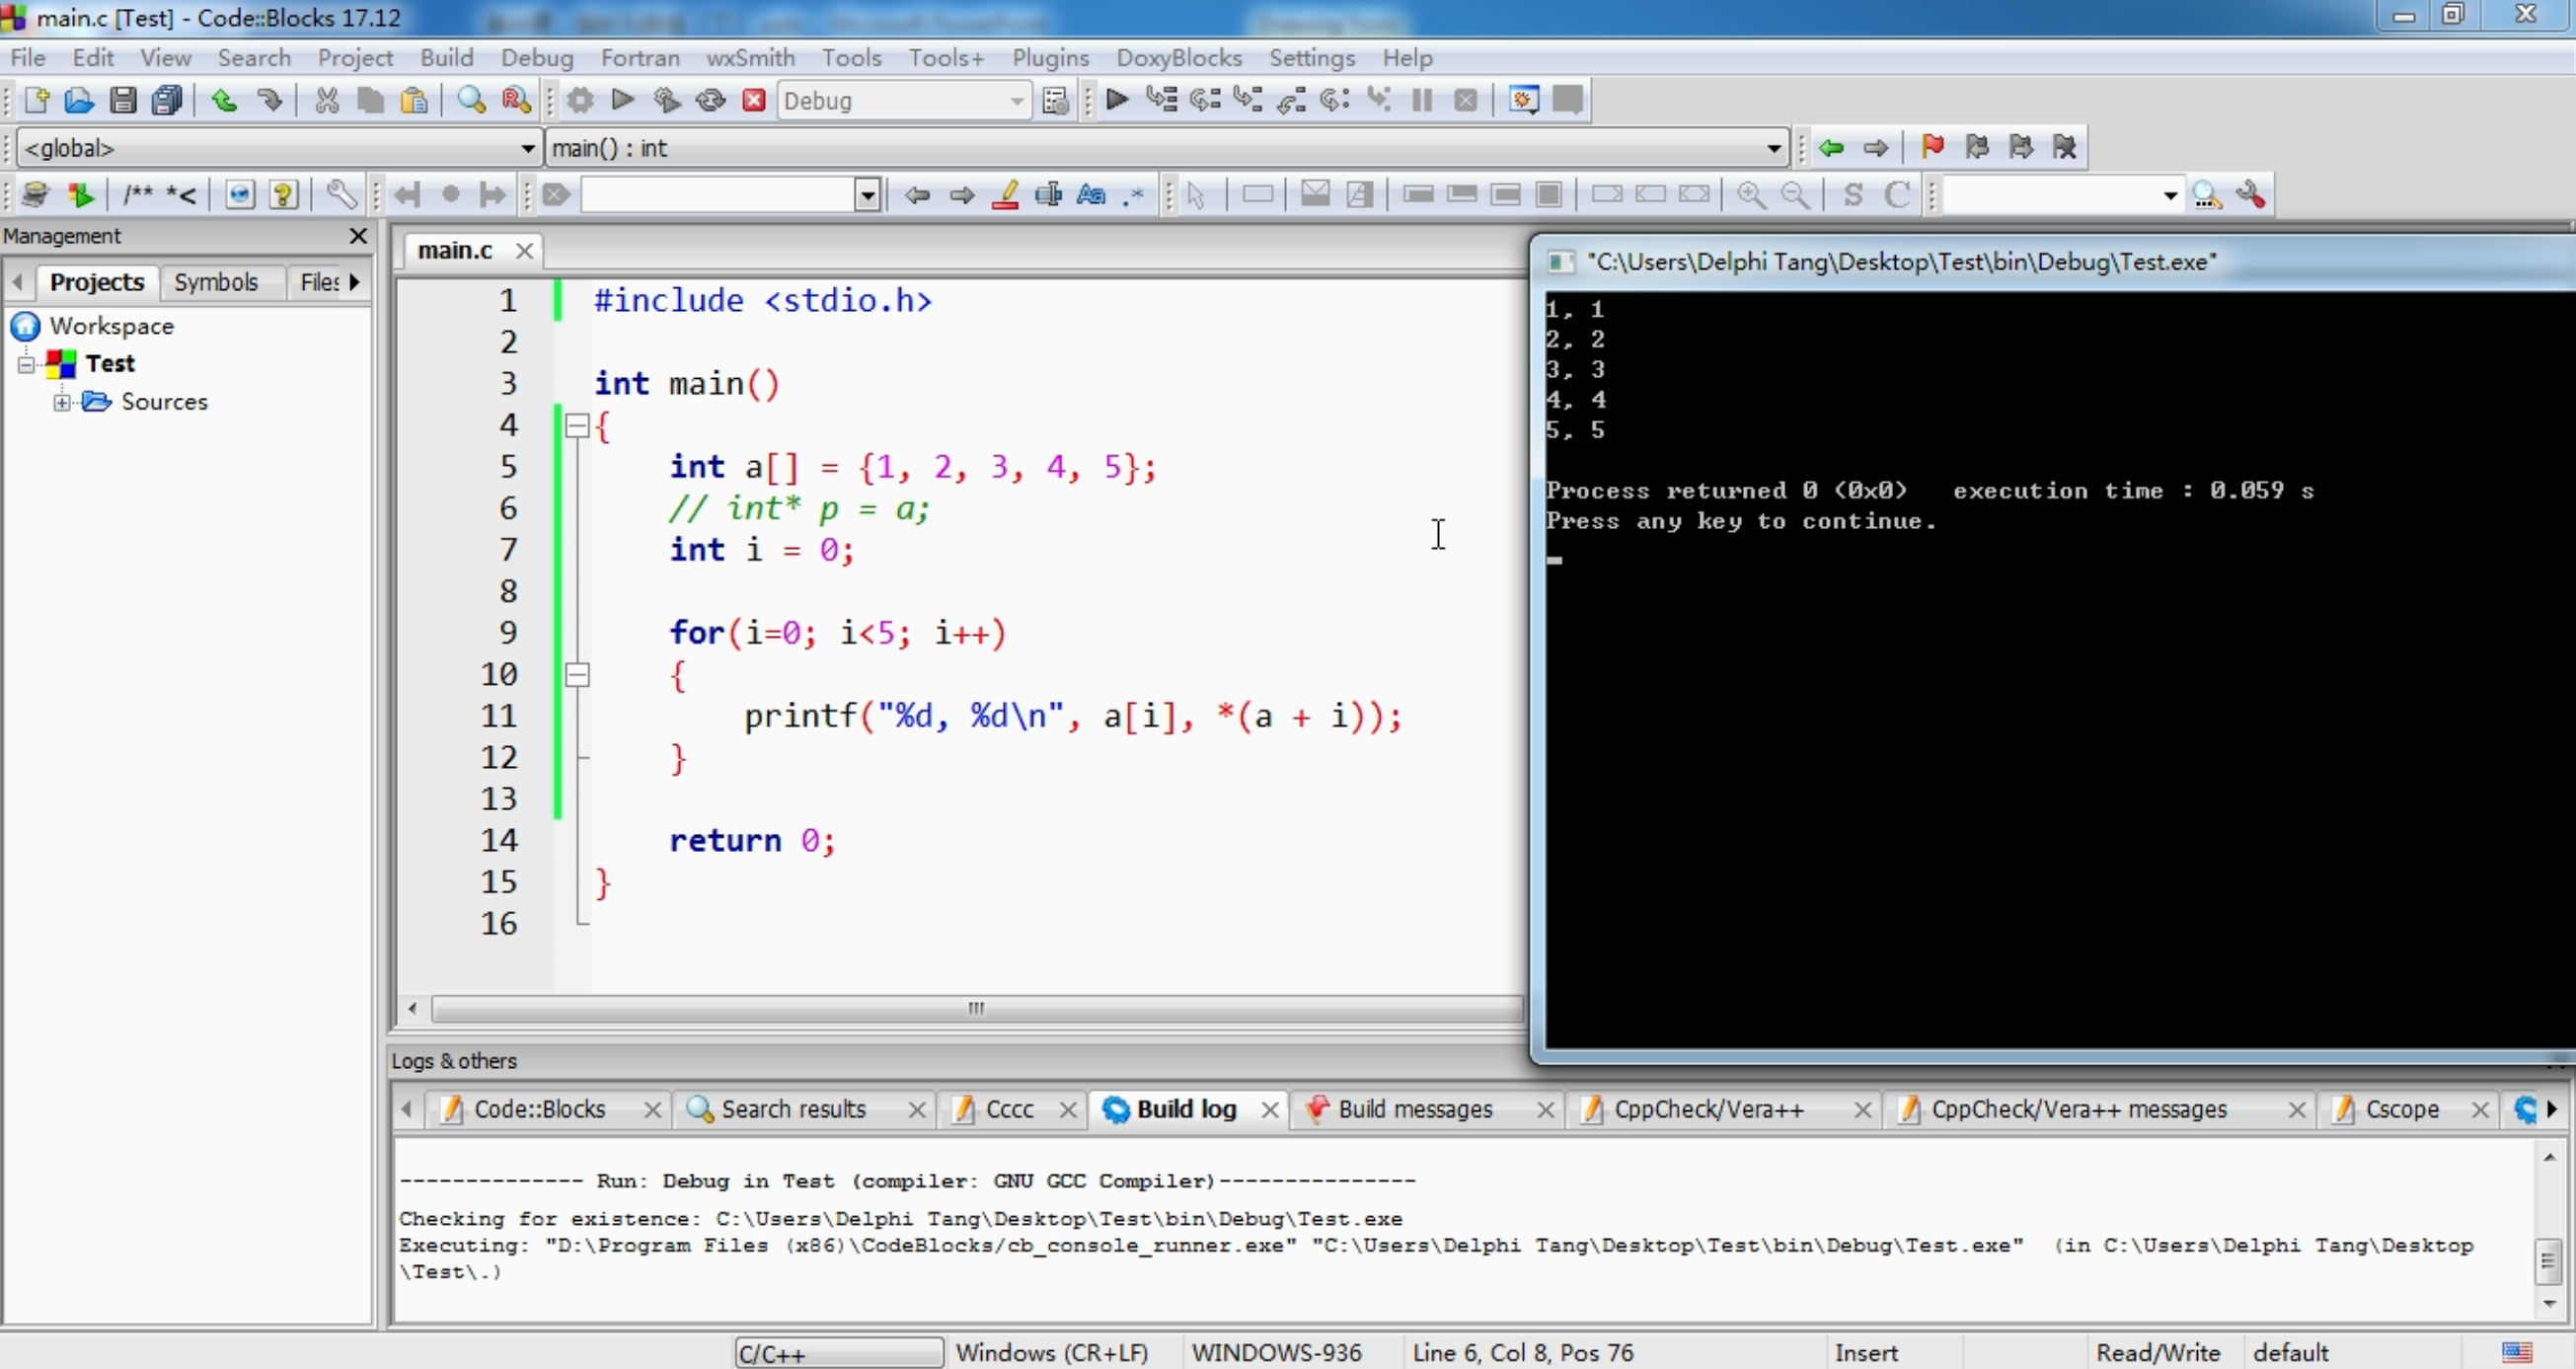 main.c [Test] - Code::Blocks 17.12
File Edit View Search Project Build Debug Fortran wxSmith Tools Tools+ Plugins DoxyBlocks Settings Help
Debug
<global> main() : int
/** *< Aa .* S C
Management
Projects Symbols Files
Workspace
Test
Sources
main.c
1 #include <stdio.h>
2
3 int main()
4 {
5 int a[] = {1, 2, 3, 4, 5};
6 // int* p = a;
7 int i = 0;
8
9 for(i=0; i<5; i++)
10 {
11 printf("%d, %d\n", a[i], *(a + i));
12 }
13
14 return 0;
15 }
16
"C:\Users\Delphi Tang\Desktop\Test\bin\Debug\Test.exe"
1, 1
2, 2
3, 3
4, 4
5, 5
Process returned 0 (0x0) execution time : 0.059 s
Press any key to continue.
Logs & others
Code::Blocks Search results Cccc Build log Build messages CppCheck/Vera++ CppCheck/Vera++ messages Cscope
-------------- Run: Debug in Test (compiler: GNU GCC Compiler)---------------
Checking for existence: C:\Users\Delphi Tang\Desktop\Test\bin\Debug\Test.exe
Executing: "D:\Program Files (x86)\CodeBlocks/cb_console_runner.exe" "C:\Users\Delphi Tang\Desktop\Test\bin\Debug\Test.exe" (in C:\Users\Delphi Tang\Desktop
\Test\.)
C/C++ Windows (CR+LF) WINDOWS-936 Line 6, Col 8, Pos 76 Insert Read/Write default